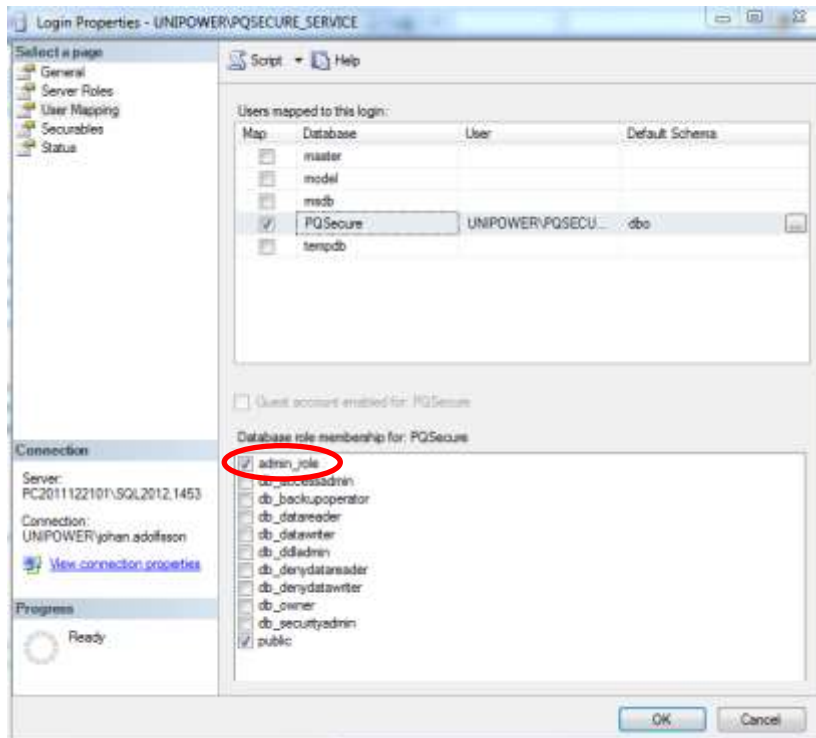 Login Properties - UNIPOWER\PQSECURE_SERVICE
Select a page
General
Server Roles
User Mapping
Securables
Status
Script Help
Users mapped to this login:
Map Database User Default Schema
master
model
msdb
PQSecure UNIPOWER\PQSECU... dbo ...
tempdb
Guest account enabled for: PQSecure
Database role membership for: PQSecure
admin_role
db_accessadmin
db_backupoperator
db_datareader
db_datawriter
db_ddladmin
db_denydatareader
db_denydatawriter
db_owner
db_securityadmin
public
Connection
Server:
PC2011122101\SQL2012,1453
Connection:
UNIPOWER\johan.adolfsson
View connection properties
Progress
Ready
OK Cancel